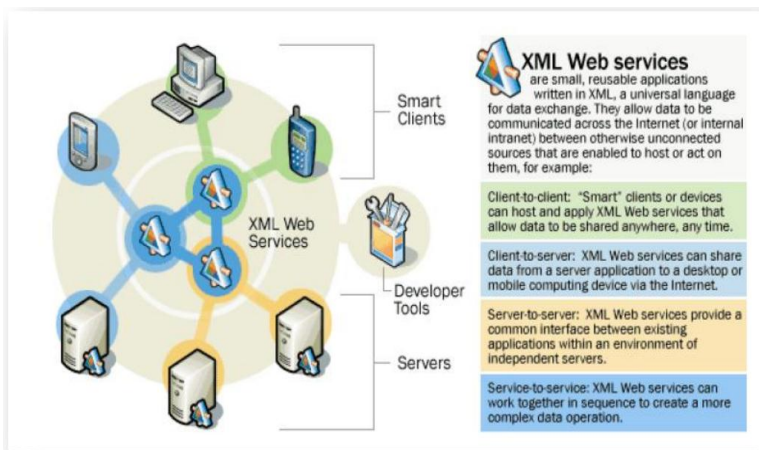 Smart
Clients
XML Web
Services
Developer
Tools
Servers
XML Web services
are small, reusable applications
written in XML, a universal language
for data exchange. They allow data to be
communicated across the Internet (or internal
intranet) between otherwise unconnected
sources that are enabled to host or act on
them, for example:
Client-to-client: "Smart" clients or devices
can host and apply XML Web services that
allow data to be shared anywhere, any time.
Client-to-server: XML Web services can share
data from a server application to a desktop or
mobile computing device via the Internet.
Server-to-server: XML Web services provide a
common interface between existing
applications within an environment of
independent servers.
Service-to-service: XML Web services can
work together in sequence to create a more
complex data operation.